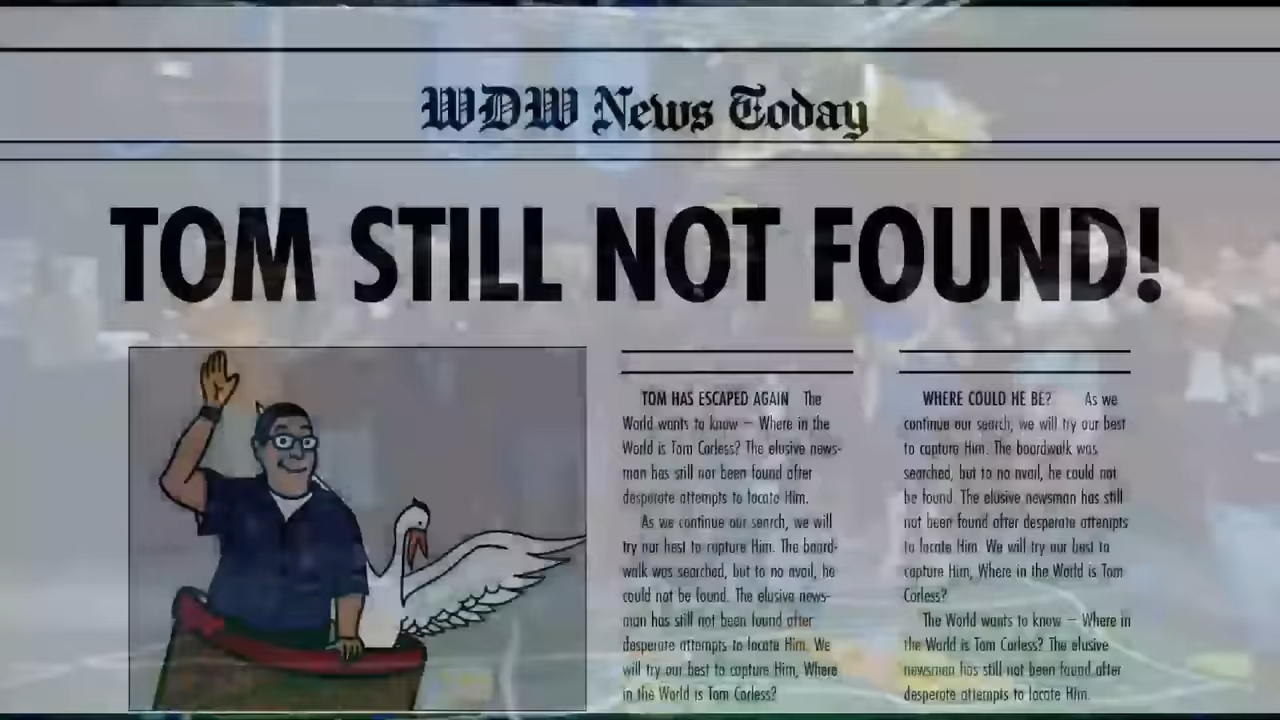 WDW News Today
TOM STILL NOT FOUND!
TOM HAS ESCAPED AGAIN The
World wants to know – Where in the
World is Tom Corless? The elusive news-
man has still not been found after
desperate attempts to locate Him.
As we continue our search, we will
try our best to capture Him. The board-
walk was searched, but to no avail, he
could not be found. The elusive news-
man has still not been found after
desperate attempts to locate Him. We
will try our best to capture Him, Where
in the World is Tom Corless?
WHERE COULD HE BE? As we
continue our search, we will try our best
to capture Him. The boardwalk was
searched, but to no avail, he could not
be found. The elusive newsman has still
not been found after desperate attempts
to locate Him. We will try our best to
capture Him, Where in the World is Tom
Corless?
The World wants to know – Where in
the World is Tom Corless? The elusive
newsman has still not been found after
desperate attempts to locate Him.